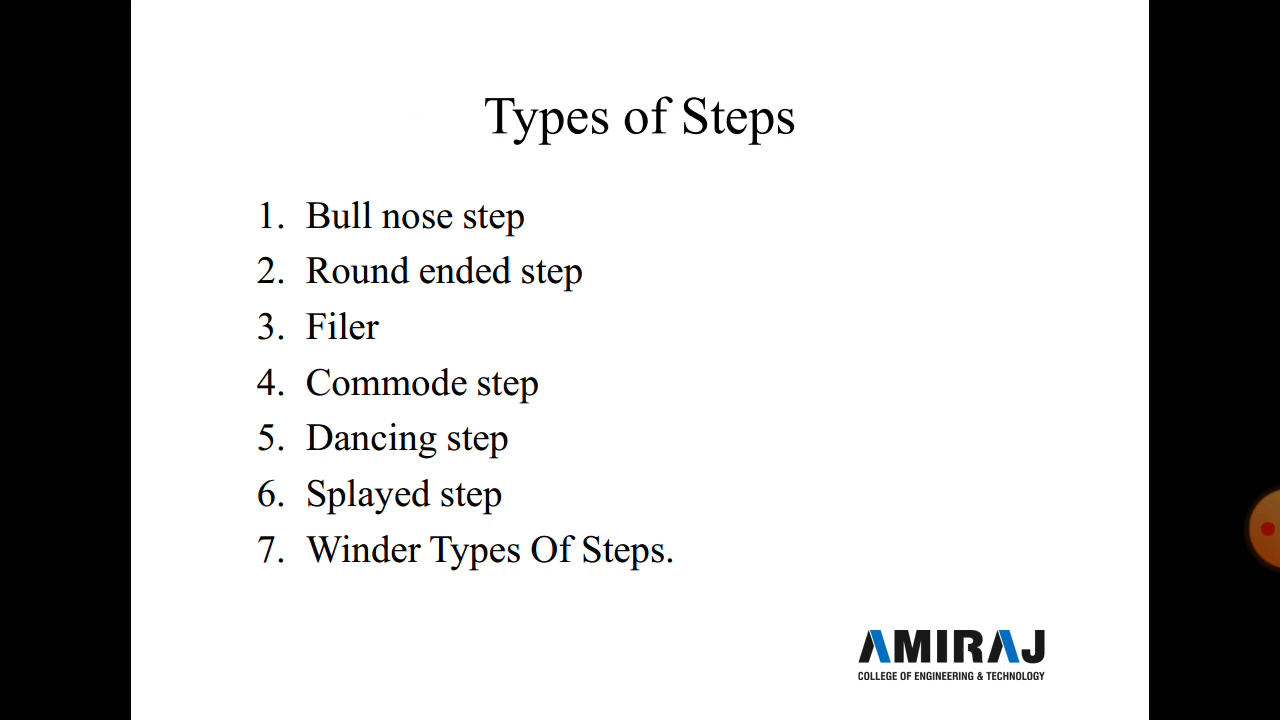 Types of Steps
1. Bull nose step
2. Round ended step
3. Filer
4. Commode step
5. Dancing step
6. Splayed step
7. Winder Types Of Steps.
AMIRAJ
COLLEGE OF ENGINEERING & TECHNOLOGY